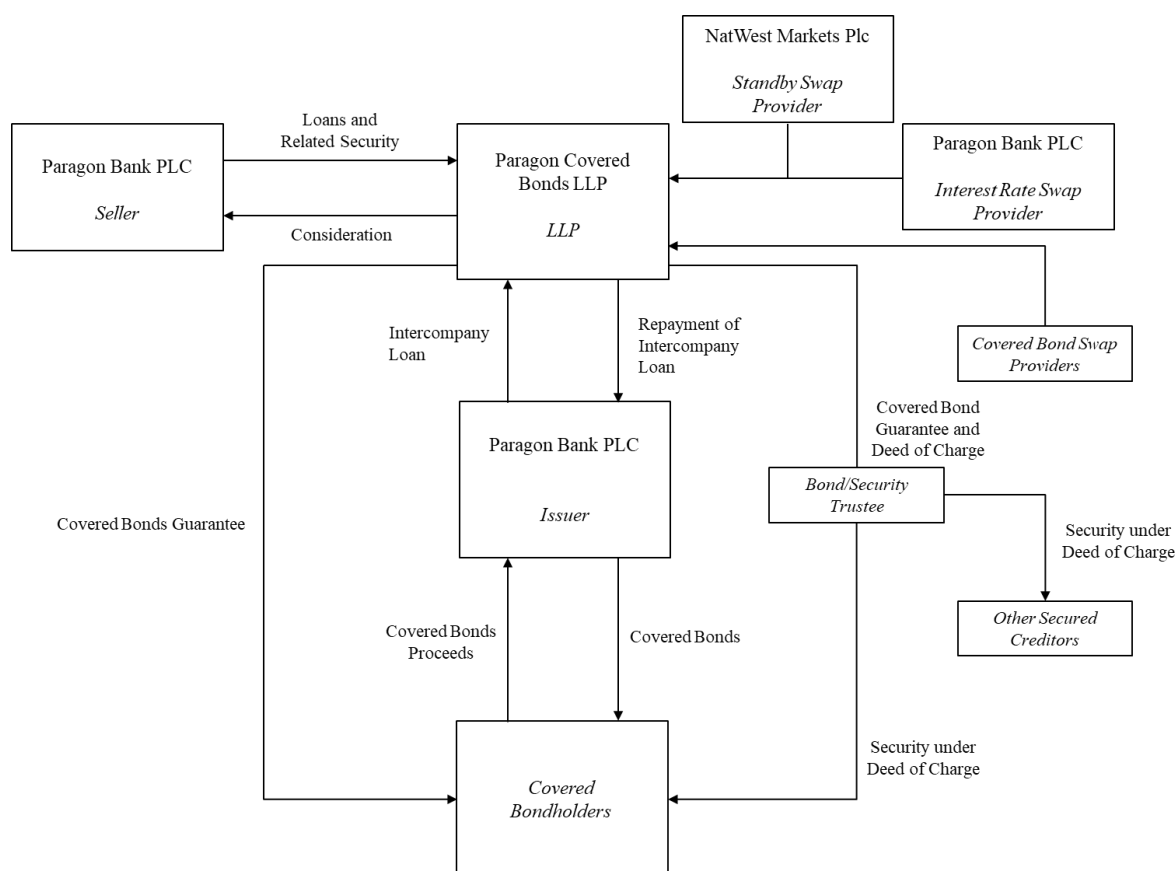 NatWest Markets Plc
Standby Swap
Provider
Loans and
Related Security
Paragon Bank PLC
Seller
Paragon Covered
Bonds LLP
LLP
Paragon Bank PLC
Interest Rate Swap
Provider
Consideration
Intercompany
Loan
Repayment of
Intercompany
Loan
Covered Bond Swap
Providers
Covered Bond
Guarantee and
Deed of Charge
Paragon Bank PLC
Issuer
Bond/Security
Trustee
Covered Bonds Guarantee
Security under
Deed of Charge
Other Secured
Creditors
Covered Bonds
Proceeds
Covered Bonds
Security under
Deed of Charge
Covered
Bondholders